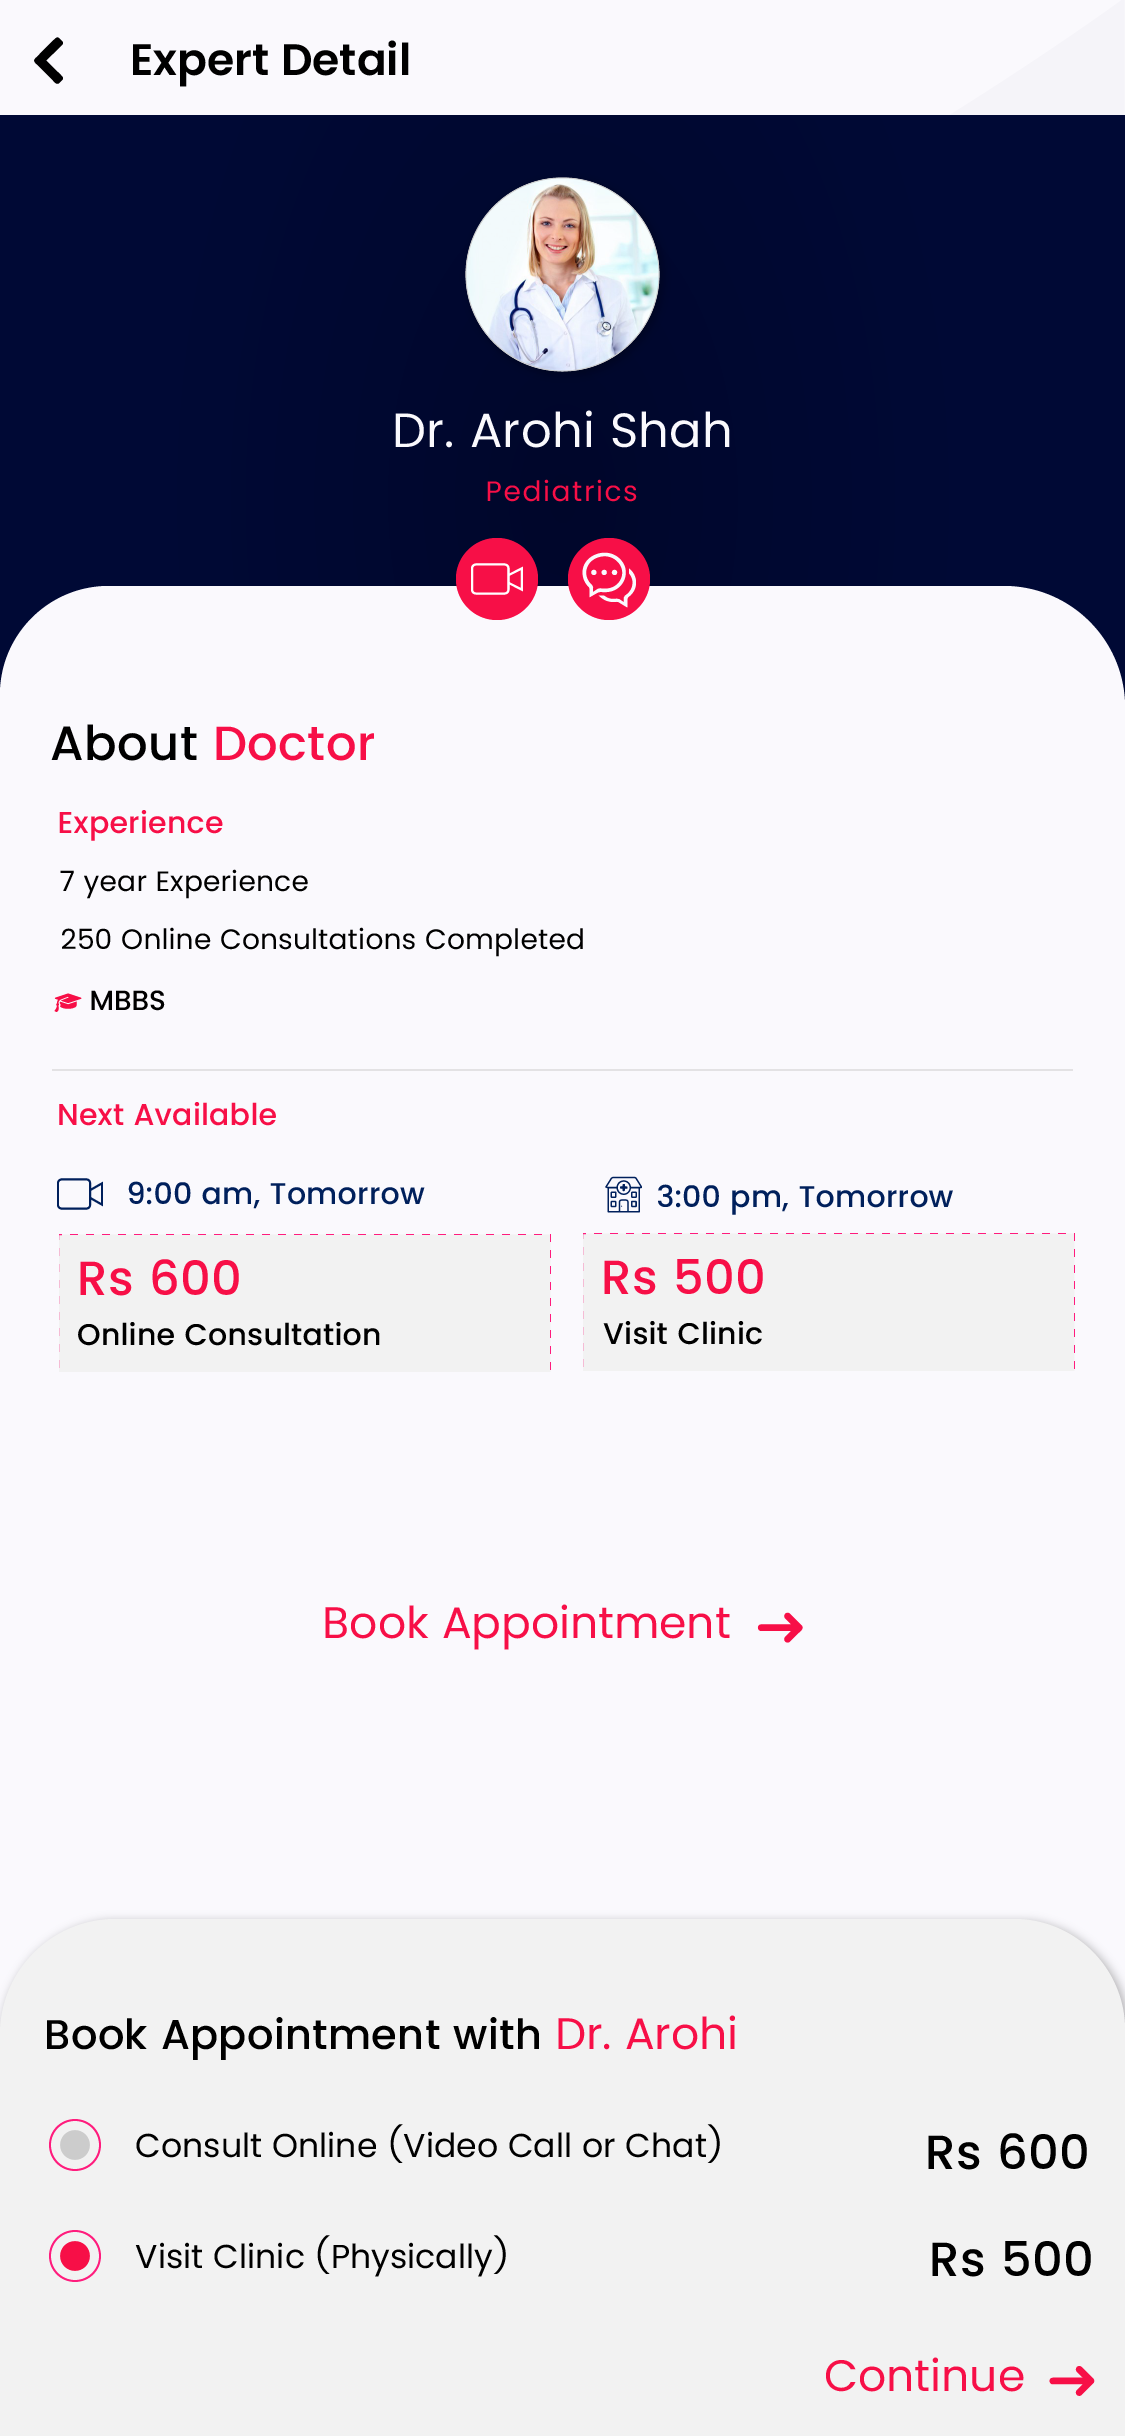 Expert Detail
Dr. Arohi Shah
Pediatrics
About Doctor
Experience
7 year Experience
250 Online Consultations Completed
MBBS
Next Available
9:00 am, Tomorrow
3:00 pm, Tomorrow
Rs 600
Online Consultation
Rs 500
Visit Clinic
Book Appointment
Book Appointment with Dr. Arohi
Consult Online (Video Call or Chat) Rs 600
Visit Clinic (Physically) Rs 500
Continue